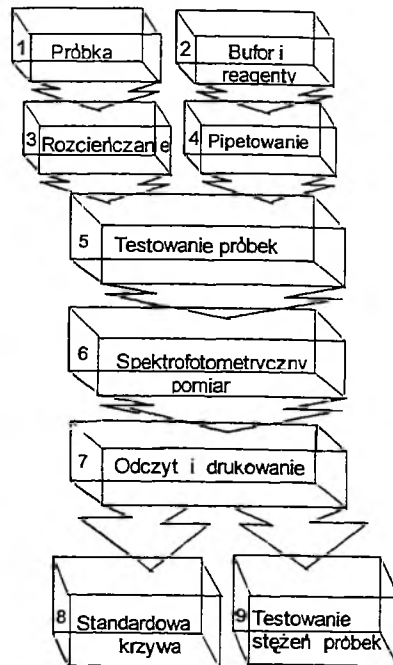 1 Próbka
2 Bufor i
reagenty
3 Rozcieńczanie
4 Pipetowanie
5 Testowanie próbek
6 Spektrofotometryczny
pomiar
7 Odczyt i drukowanie
8 Standardowa
krzywa
9 Testowanie
stężeń próbek